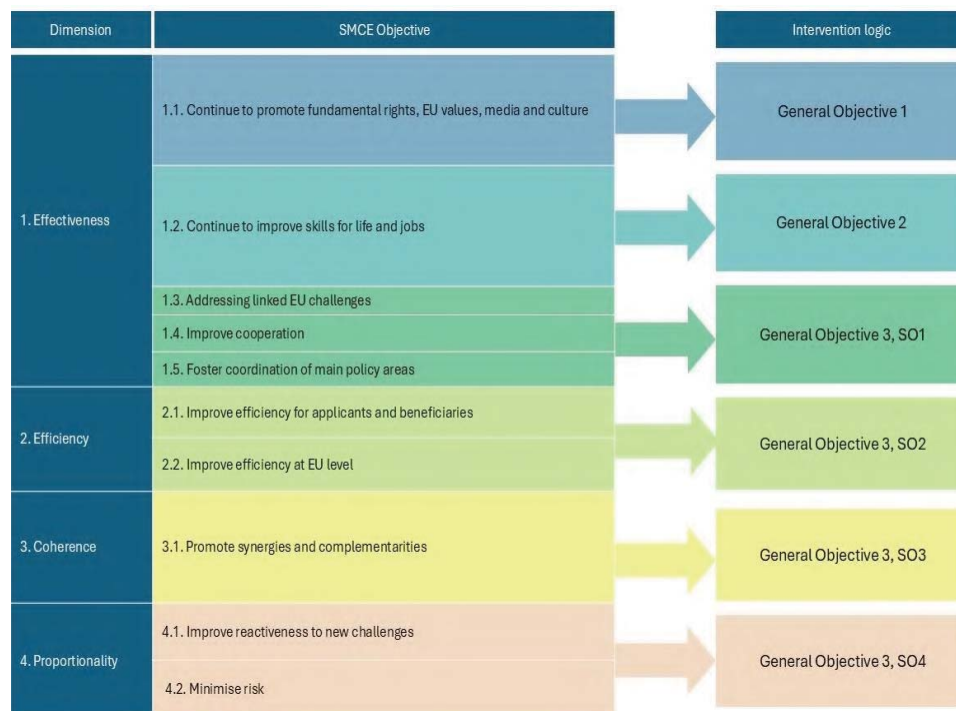 Dimension
SMCE Objective
Intervention logic
1. Effectiveness
1.1. Continue to promote fundamental rights, EU values, media and culture
General Objective 1
1.2. Continue to improve skills for life and jobs
General Objective 2
1.3. Addressing linked EU challenges
1.4. Improve cooperation
1.5. Foster coordination of main policy areas
General Objective 3, SO1
2. Efficiency
2.1. Improve efficiency for applicants and beneficiaries
2.2. Improve efficiency at EU level
General Objective 3, SO2
3. Coherence
3.1. Promote synergies and complementarities
General Objective 3, SO3
4. Proportionality
4.1. Improve reactiveness to new challenges
4.2. Minimise risk
General Objective 3, SO4